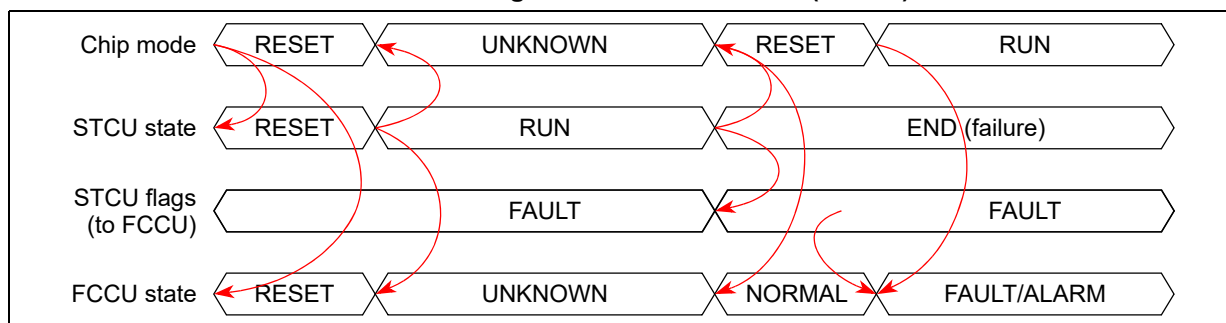 Chip mode RESET UNKNOWN RESET RUN
STCU state RESET RUN END (failure)
STCU flags
(to FCCU) FAULT FAULT
FCCU state RESET UNKNOWN NORMAL FAULT/ALARM